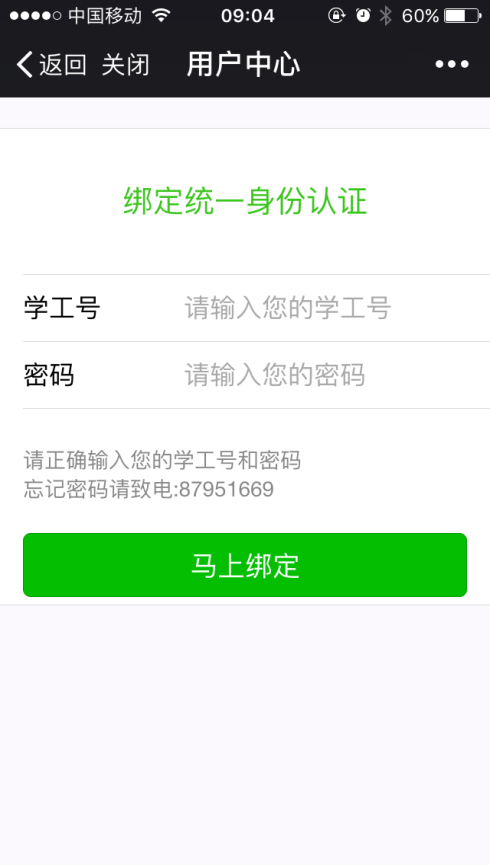 中国移动 09:04 60%
返回 关闭 用户中心
绑定统一身份认证
学工号 请输入您的学工号
密码 请输入您的密码
请正确输入您的学工号和密码
忘记密码请致电:87951669
马上绑定